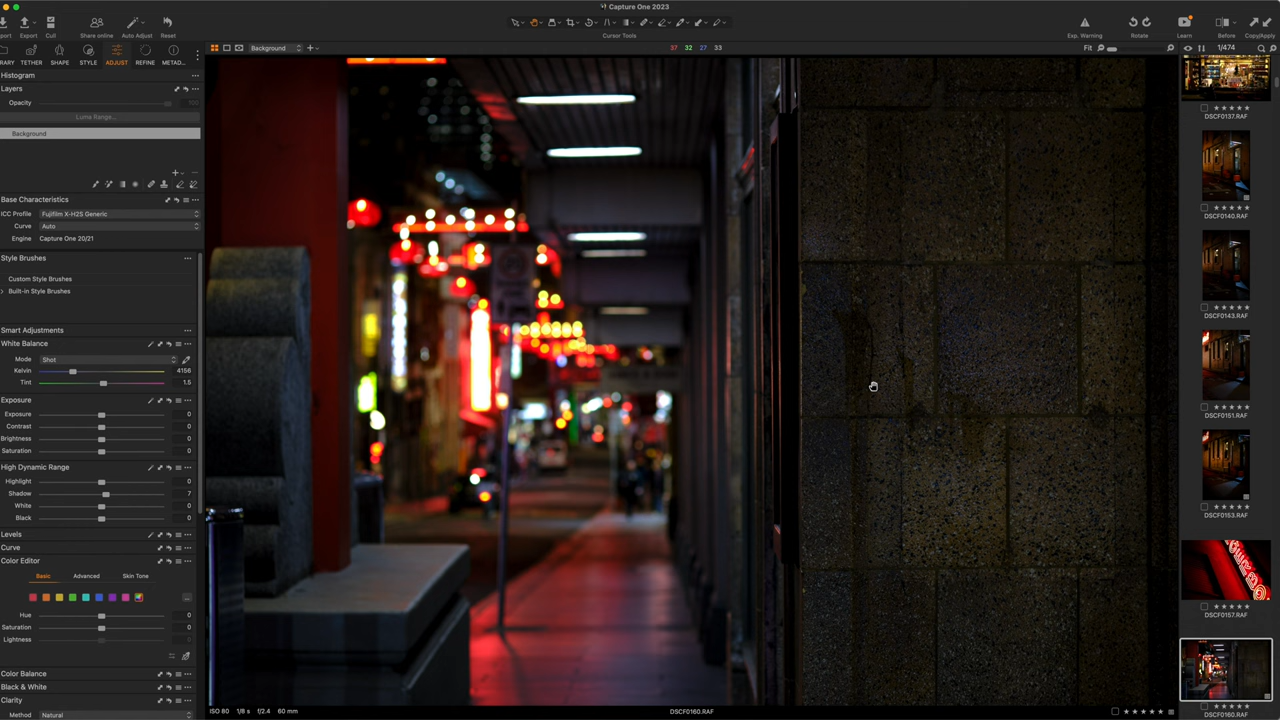 Capture One 2023
port
Export
Cull
Share online
Auto Adjust
Reset
Cursor Tools
Exp. Warning
Rotate
Learn
Before
Copy/Apply
RARY
TETHER
SHAPE
STYLE
ADJUST
REFINE
METAD...
Background
37 32 27 33
Fit
1/474
Histogram
Layers
Opacity 100
Luma Range...
Background
Base Characteristics
ICC Profile Fujifilm X-H2S Generic
Curve Auto
Engine Capture One 20/21
Style Brushes
Custom Style Brushes
Built-in Style Brushes
Smart Adjustments
White Balance
Mode Shot
Kelvin 4156
Tint 1.5
Exposure
Exposure 0
Contrast 0
Brightness 0
Saturation 0
High Dynamic Range
Highlight 0
Shadow 7
White 0
Black 0
Levels
Curve
Color Editor
Basic Advanced Skin Tone
Hue 0
Saturation 0
Lightness 0
Color Balance
Black & White
Clarity
Method Natural
ISO 80 1/8 s f/2.4 60 mm
DSCF0160.RAF
DSCF0137.RAF
DSCF0140.RAF
DSCF0143.RAF
DSCF0151.RAF
DSCF0153.RAF
DSCF0157.RAF
DSCF0160.RAF